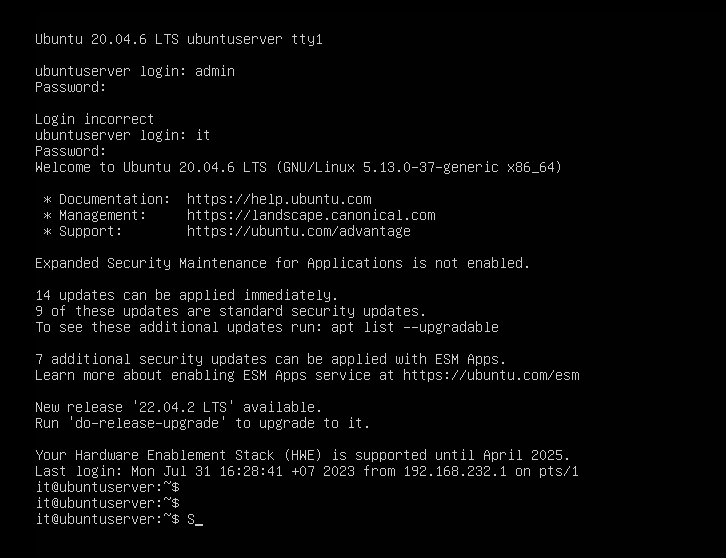 Ubuntu 20.04.6 LTS ubuntuserver tty1
ubuntuserver login: admin
Password:
Login incorrect
ubuntuserver login: it
Password:
Welcome to Ubuntu 20.04.6 LTS (GNU/Linux 5.13.0-37-generic x86_64)
* Documentation:  https://help.ubuntu.com
* Management:     https://landscape.canonical.com
* Support:        https://ubuntu.com/advantage
Expanded Security Maintenance for Applications is not enabled.
14 updates can be applied immediately.
9 of these updates are standard security updates.
To see these additional updates run: apt list --upgradable
7 additional security updates can be applied with ESM Apps.
Learn more about enabling ESM Apps service at https://ubuntu.com/esm
New release '22.04.2 LTS' available.
Run 'do-release-upgrade' to upgrade to it.
Your Hardware Enablement Stack (HWE) is supported until April 2025.
Last login: Mon Jul 31 16:28:41 +07 2023 from 192.168.232.1 on pts/1
it@ubuntuserver:~$
it@ubuntuserver:~$
it@ubuntuserver:~$ S_